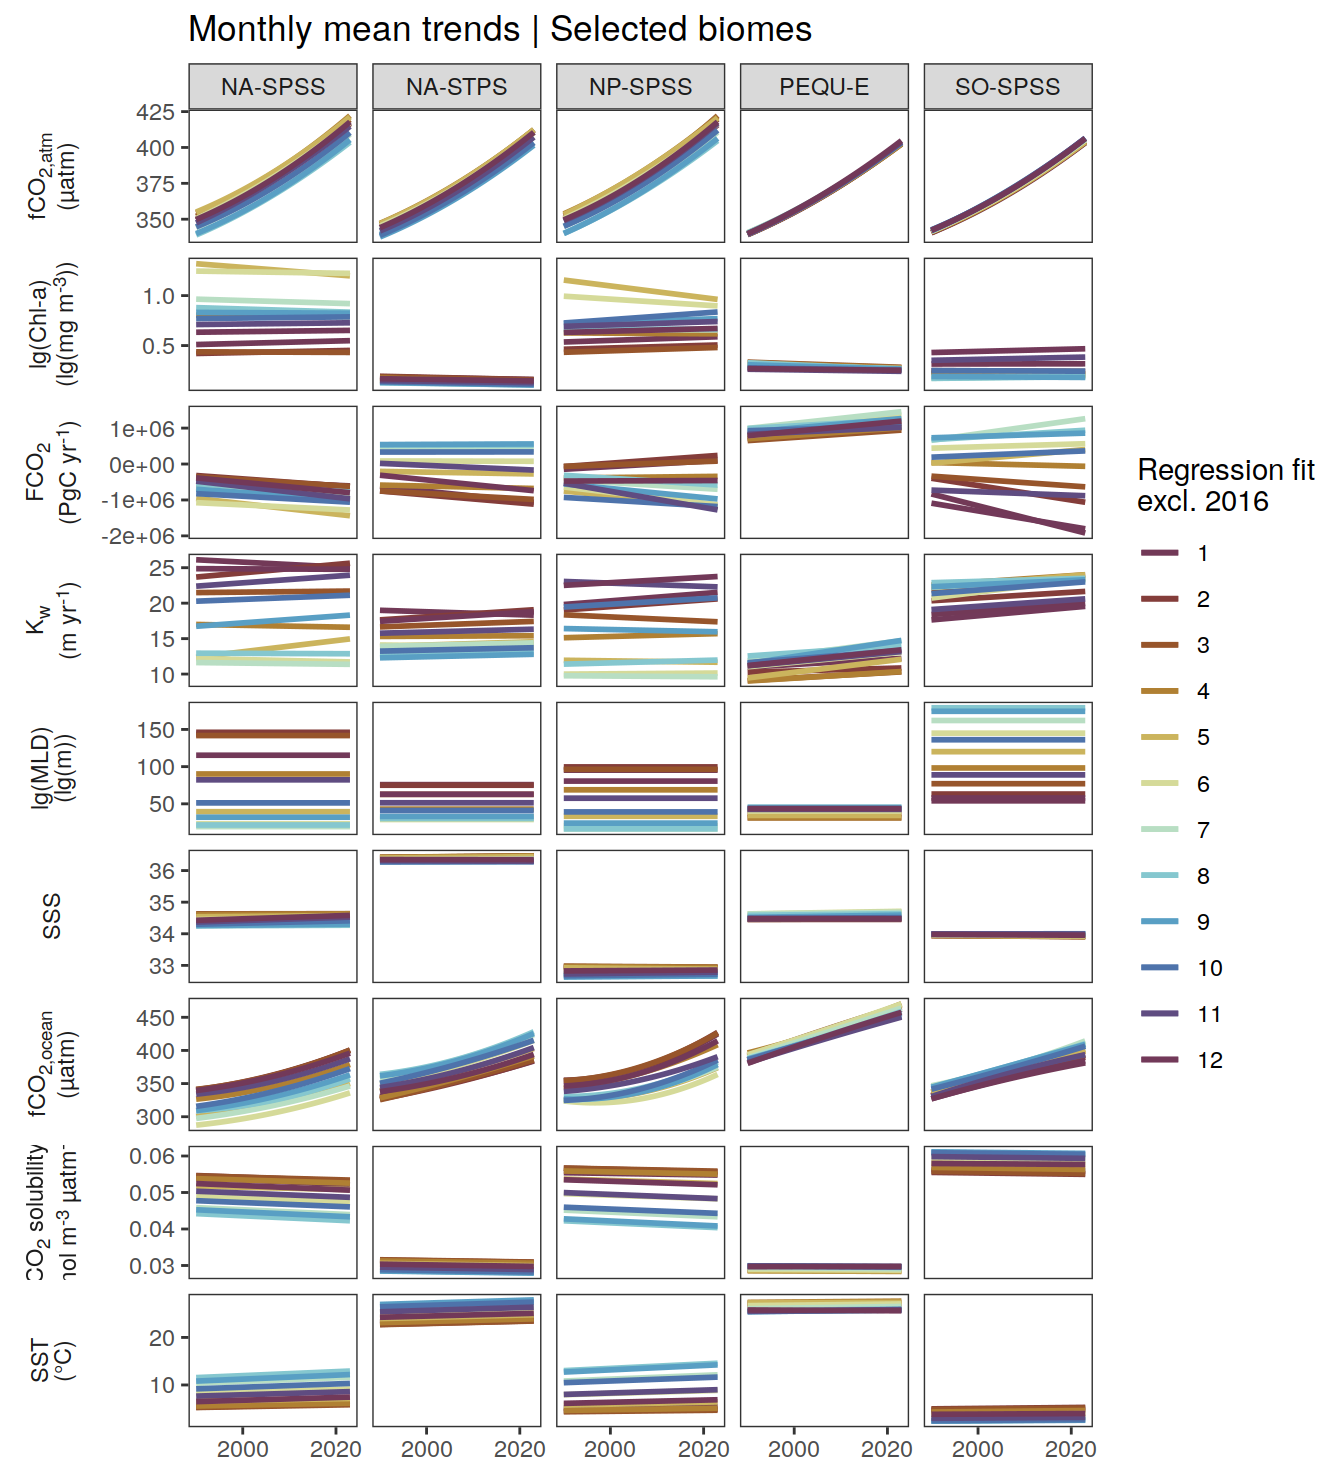 Monthly mean trends | Selected biomes
NA-SPSS NA-STPS NP-SPSS PEQU-E SO-SPSS
fCO2,atm
(µatm)
425
400
375
350
lg(Chl-a)
(lg(mg m-3))
1.0
0.5
FCO2
(PgC yr-1)
1e+06
0e+00
-1e+06
-2e+06
Kw
(m yr-1)
25
20
15
10
lg(MLD)
(lg(m))
150
100
50
SSS
36
35
34
33
fCO2,ocean
(µatm)
450
400
350
300
CO2 solubility
m-3 µatm-
0.06
0.05
0.04
0.03
SST
(°C)
20
10
2000 2020 2000 2020 2000 2020 2000 2020 2000 2020
Regression fit
excl. 2016
1
2
3
4
5
6
7
8
9
10
11
12